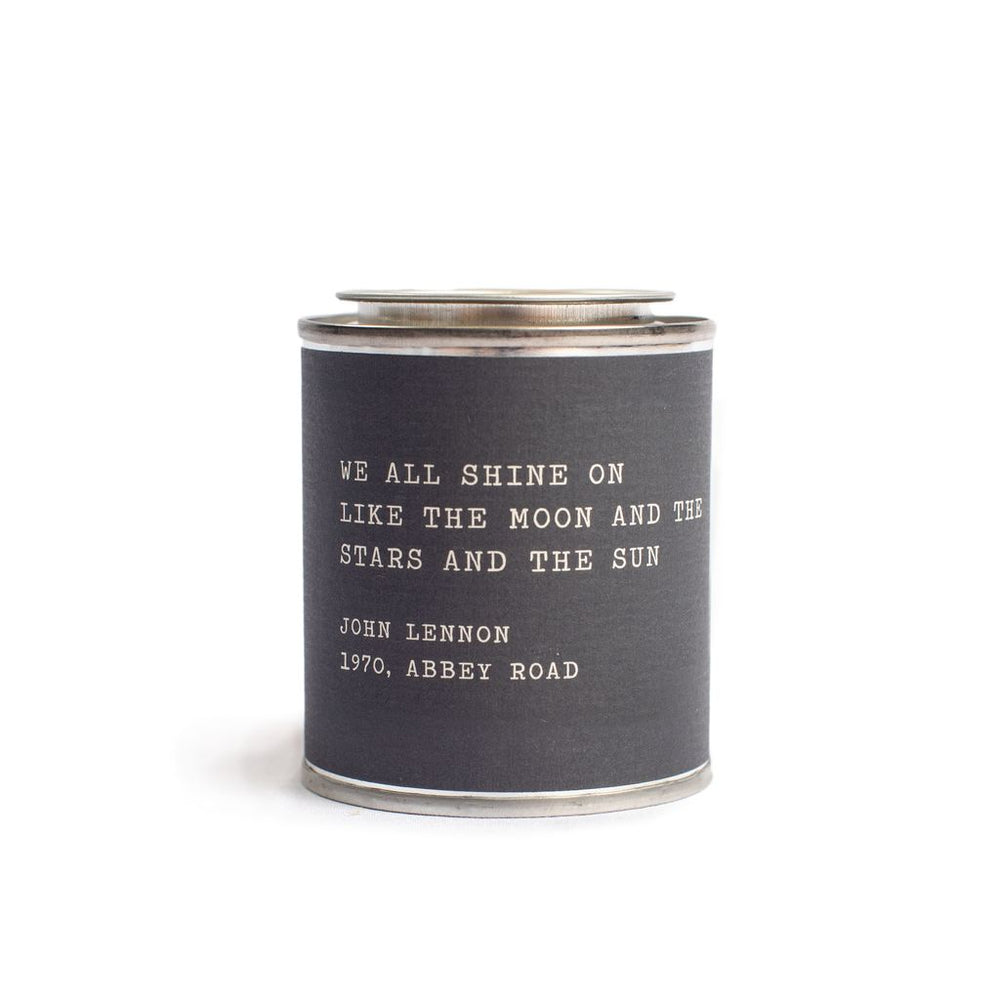 WE ALL SHINE ON
LIKE THE MOON AND THE
STARS AND THE SUN
JOHN LENNON
1970, ABBEY ROAD